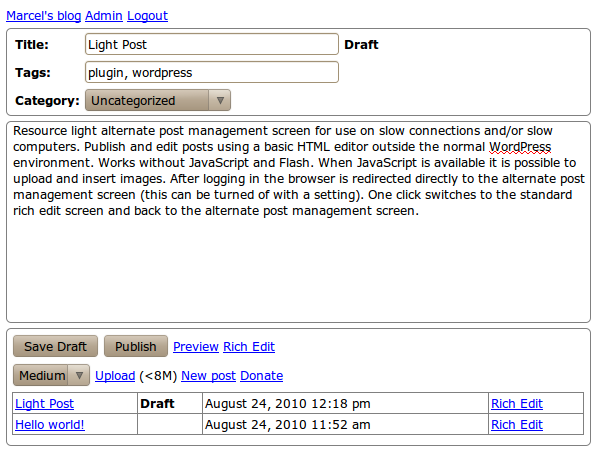 Marcel's blog Admin Logout
Title: Light Post Draft
Tags: plugin, wordpress
Category: Uncategorized
Resource light alternate post management screen for use on slow connections and/or slow
computers. Publish and edit posts using a basic HTML editor outside the normal WordPress
environment. Works without JavaScript and Flash. When JavaScript is available it is possible to
upload and insert images. After logging in the browser is redirected directly to the alternate post
management screen (this can be turned of with a setting). One click switches to the standard
rich edit screen and back to the alternate post management screen.
Save Draft Publish Preview Rich Edit
Medium Upload (<8M) New post Donate
Light Post Draft August 24, 2010 12:18 pm Rich Edit
Hello world! August 24, 2010 11:52 am Rich Edit